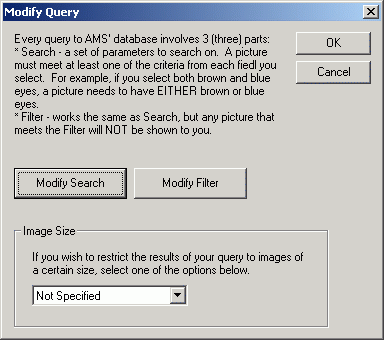 Modify Query
Every query to AMS' database involves 3 (three) parts:
* Search - a set of parameters to search on.  A picture
must meet at least one of the criteria from each fiedl you
select.  For example, if you select both brown and blue
eyes, a picture needs to have EITHER brown or blue
eyes.
* Filter - works the same as Search, but any picture that
meets the Filter will NOT be shown to you.
OK
Cancel
Modify Search
Modify Filter
Image Size
If you wish to restrict the results of your query to images of
a certain size, select one of the options below.
Not Specified